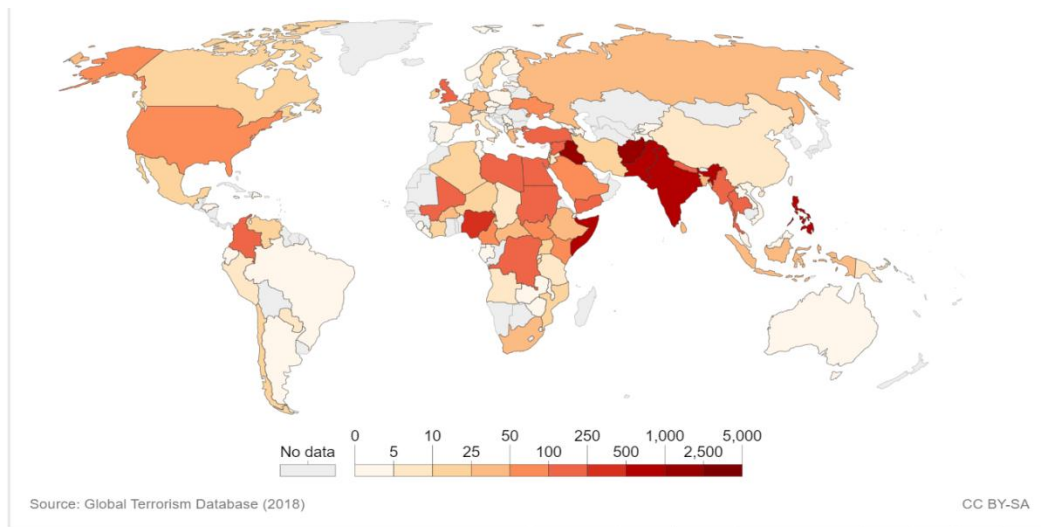 0 10 50 250 1,000 5,000
No data 5 25 100 500 2,500
Source: Global Terrorism Database (2018) CC BY-SA